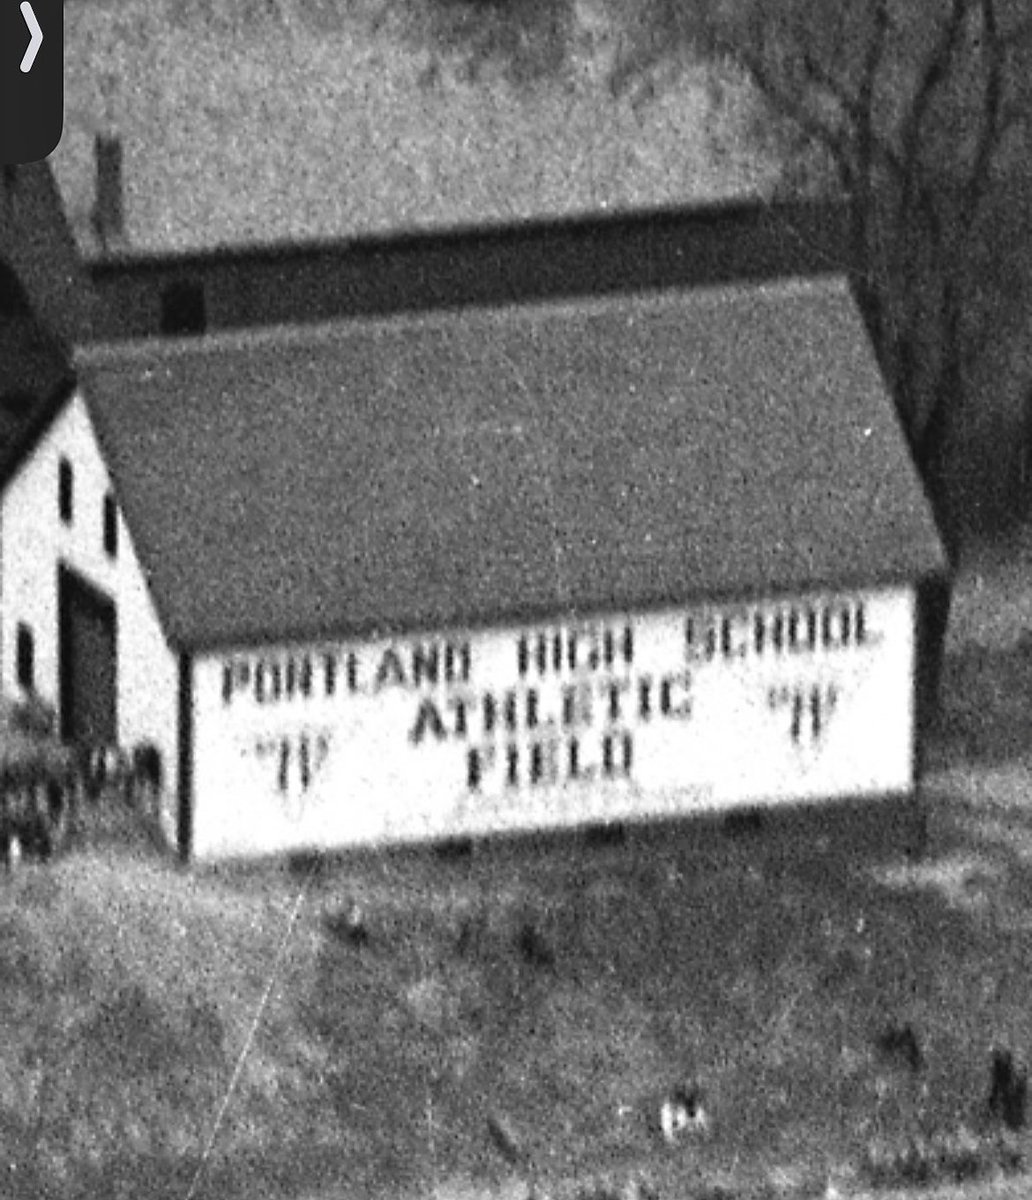 PORTLAND HIGH SCHOOL
ATHLETIC
FIELD